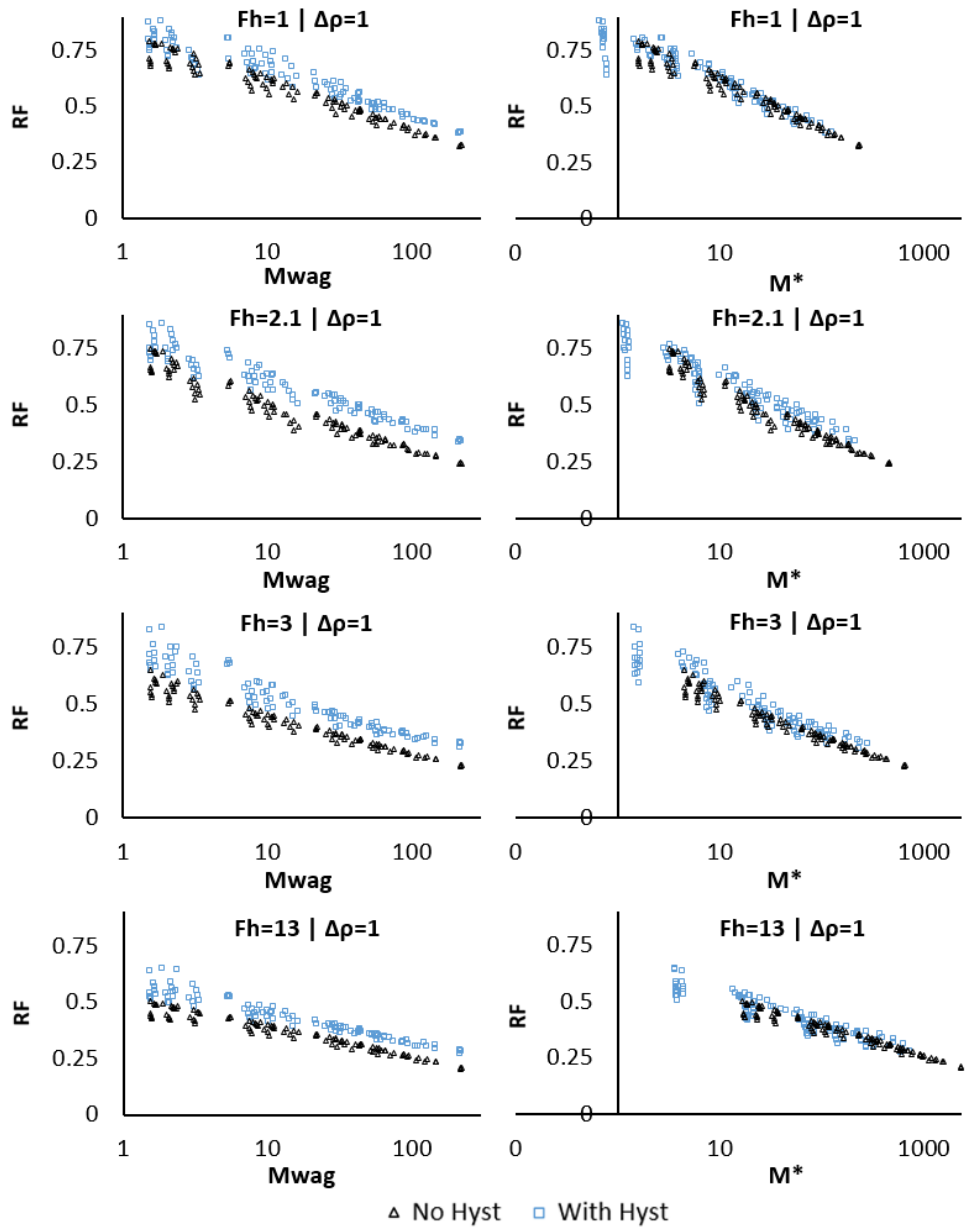 Fh=1 | Δρ=1
0.75
0.5
0.25
0
RF
1 10 100
Mwag
Fh=1 | Δρ=1
0.75
0.5
0.25
0
RF
0 10 1000
M*
Fh=2.1 | Δρ=1
0.75
0.5
0.25
0
RF
1 10 100
Mwag
Fh=2.1 | Δρ=1
0.75
0.5
0.25
0
RF
0 10 1000
M*
Fh=3 | Δρ=1
0.75
0.5
0.25
0
RF
1 10 100
Mwag
Fh=3 | Δρ=1
0.75
0.5
0.25
0
RF
0 10 1000
M*
Fh=13 | Δρ=1
0.75
0.5
0.25
0
RF
1 10 100
Mwag
Fh=13 | Δρ=1
0.75
0.5
0.25
0
RF
0 10 1000
M*
No Hyst With Hyst